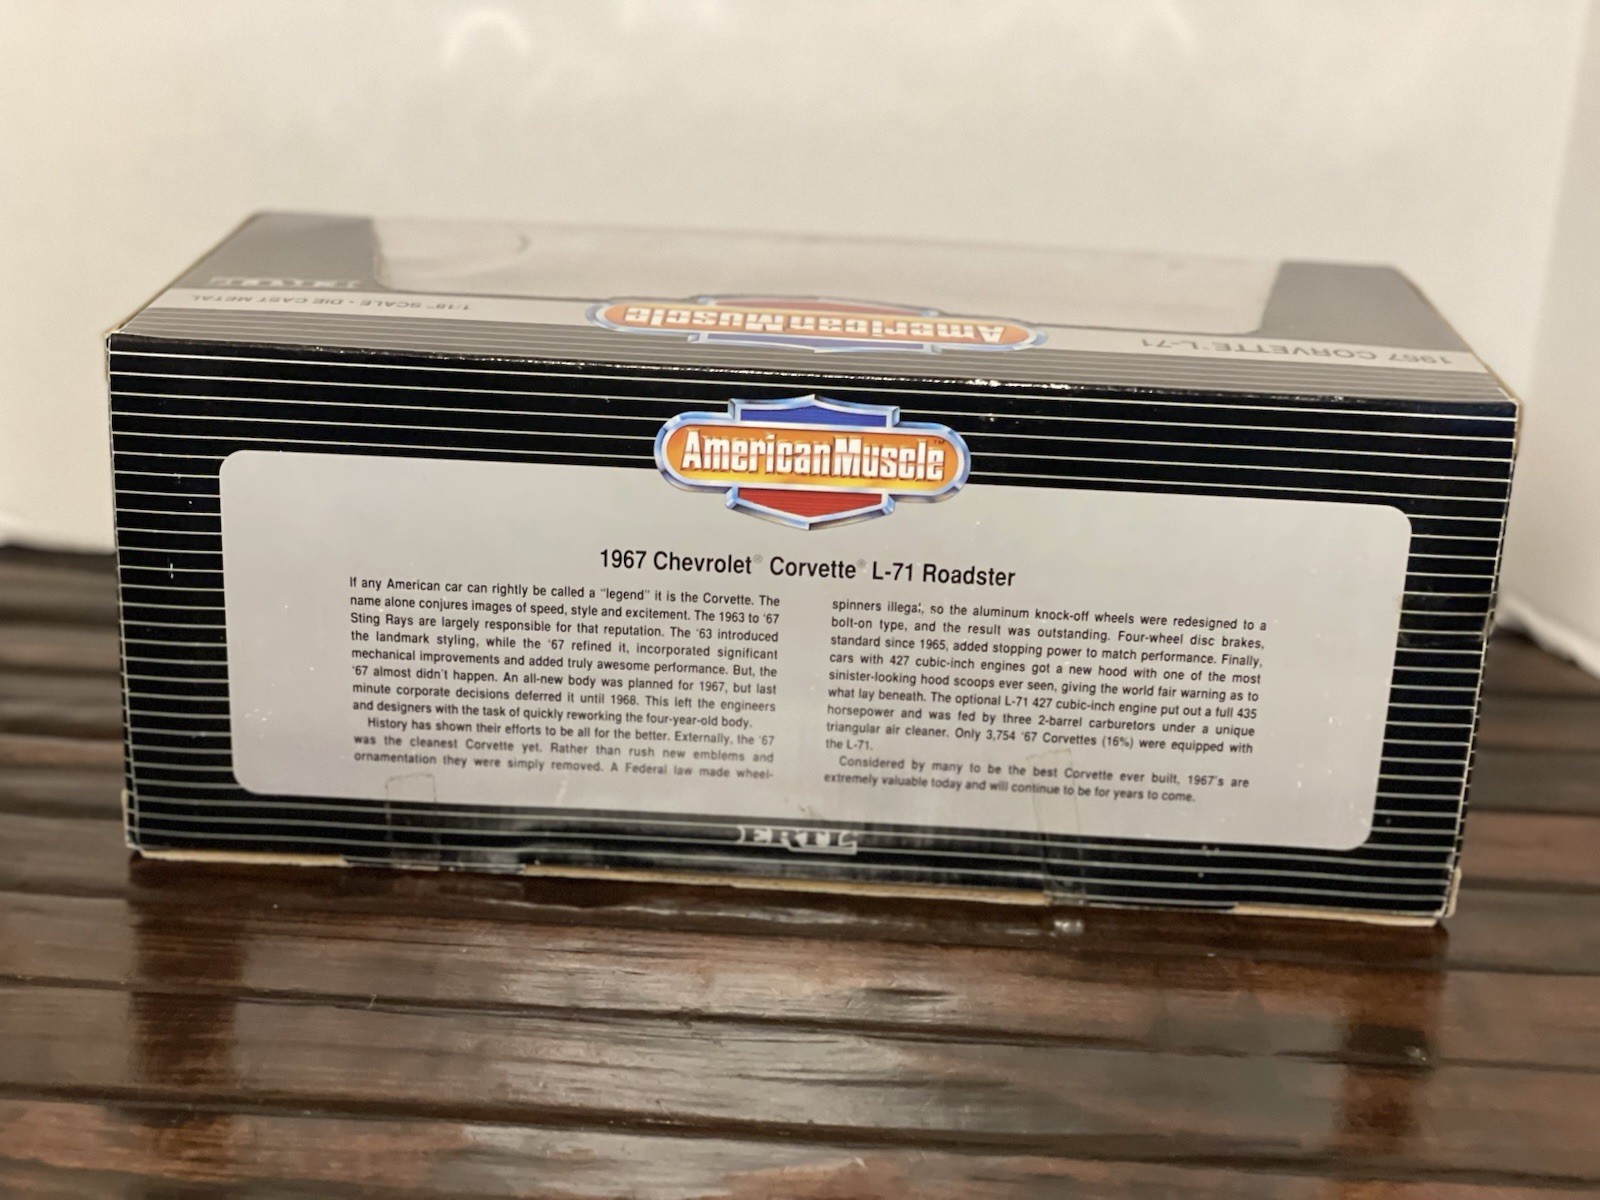 ERTL
1/18" SCALE - DIE CAST METAL
AmericanMuscle
1967 CORVETTE L-71
AmericanMuscle™
1967 Chevrolet® Corvette® L-71 Roadster
If any American car can rightly be called a "legend" it is the Corvette. The
name alone conjures images of speed, style and excitement. The 1963 to '67
Sting Rays are largely responsible for that reputation. The '63 introduced
the landmark styling, while the '67 refined it, incorporated significant
mechanical improvements and added truly awesome performance. But, the
'67 almost didn't happen. An all-new body was planned for 1967, but last
minute corporate decisions deferred it until 1968. This left the engineers
and designers with the task of quickly reworking the four-year-old body.
History has shown their efforts to be all for the better. Externally, the '67
was the cleanest Corvette yet. Rather than rush new emblems and
ornamentation they were simply removed. A Federal law made wheel-
spinners illegal, so the aluminum knock-off wheels were redesigned to a
bolt-on type, and the result was outstanding. Four-wheel disc brakes,
standard since 1965, added stopping power to match performance. Finally,
cars with 427 cubic-inch engines got a new hood with one of the most
sinister-looking hood scoops ever seen, giving the world fair warning as to
what lay beneath. The optional L-71 427 cubic-inch engine put out a full 435
horsepower and was fed by three 2-barrel carburetors under a unique
triangular air cleaner. Only 3,754 '67 Corvettes (16%) were equipped with
the L-71.
Considered by many to be the best Corvette ever built, 1967's are
extremely valuable today and will continue to be for years to come.
ERTL